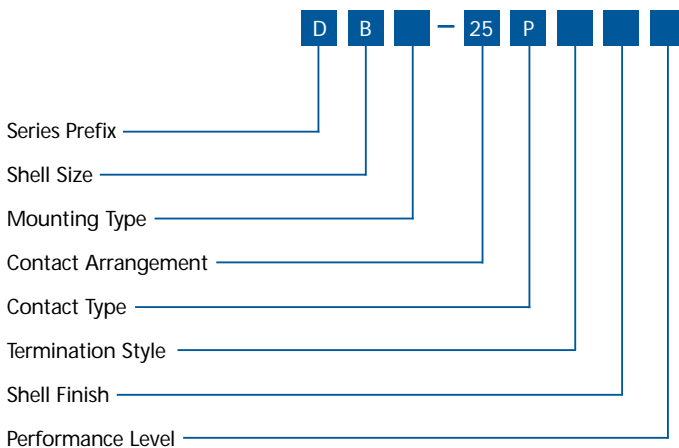 D B – 25 P
Series Prefix
Shell Size
Mounting Type
Contact Arrangement
Contact Type
Termination Style
Shell Finish
Performance Level